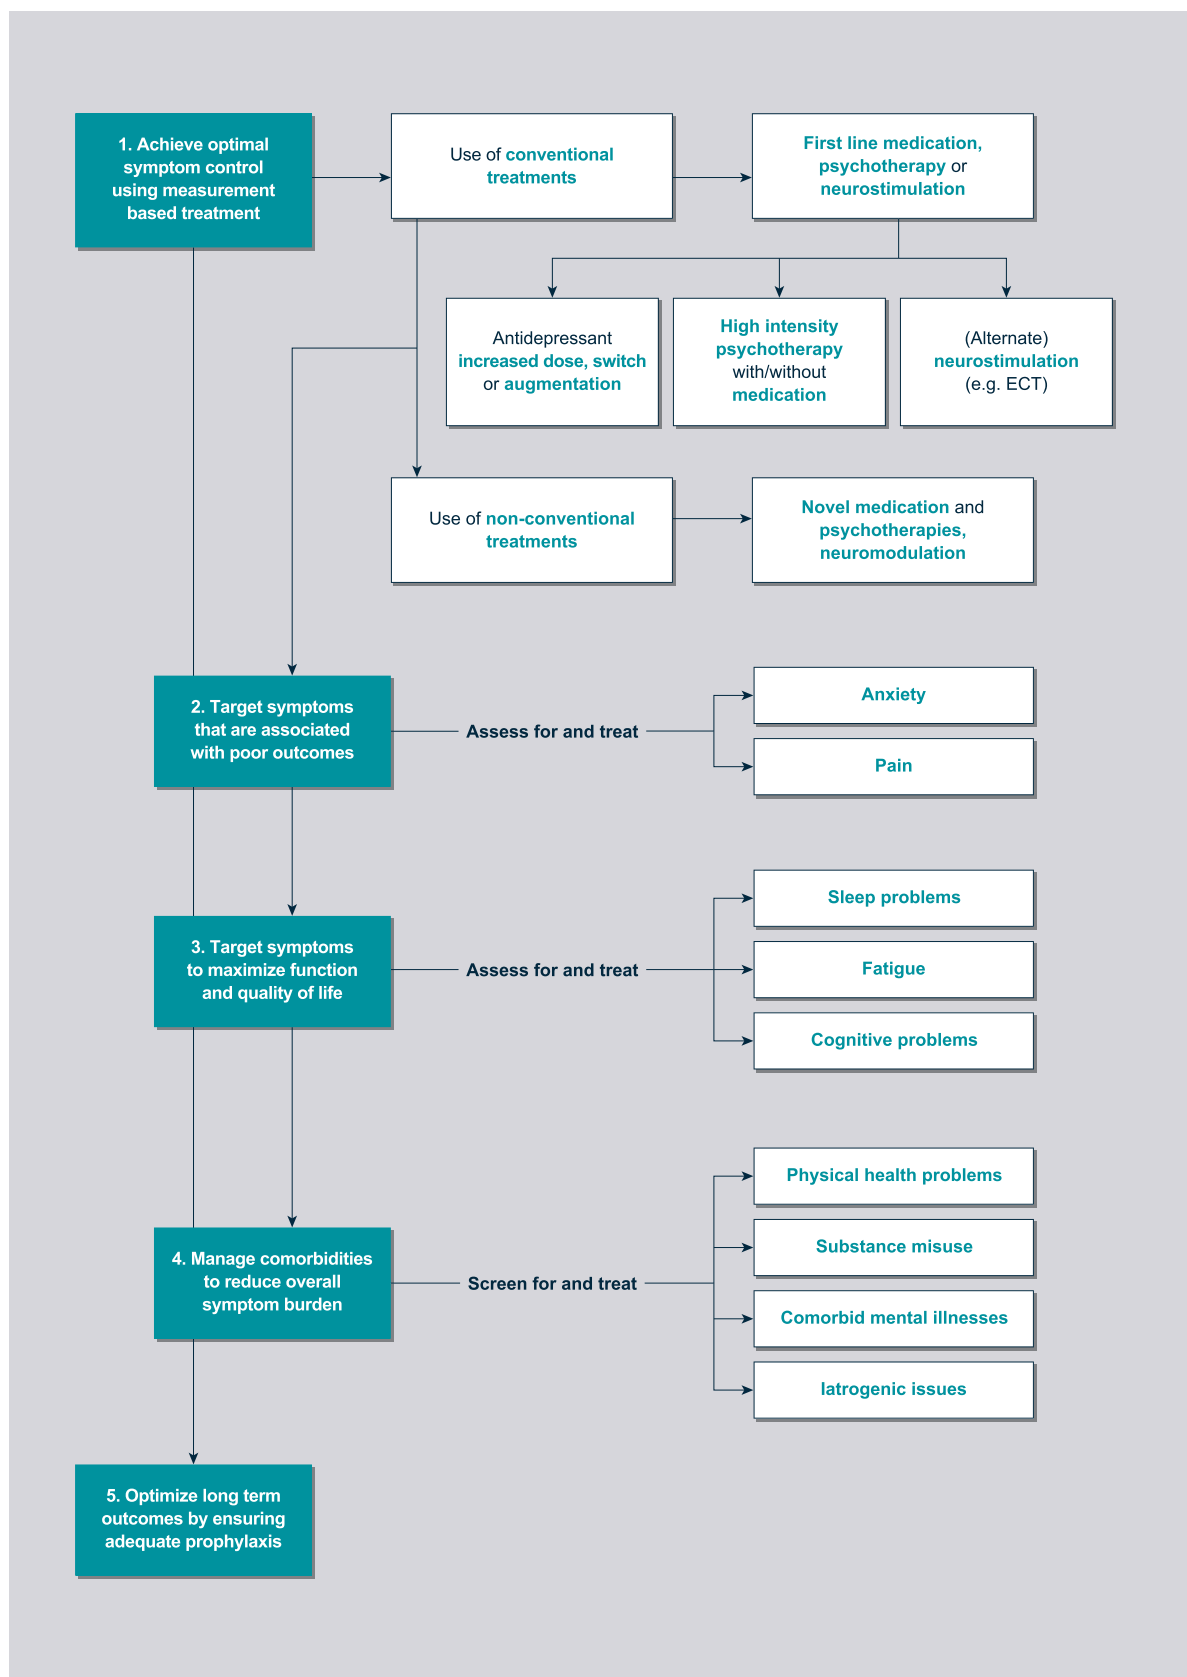 1. Achieve optimal
symptom control
using measurement
based treatment
Use of conventional
treatments
First line medication,
psychotherapy or
neurostimulation
Antidepressant
increased dose, switch
or augmentation
High intensity
psychotherapy
with/without
medication
(Alternate)
neurostimulation
(e.g. ECT)
Use of non-conventional
treatments
Novel medication and
psychotherapies,
neuromodulation
2. Target symptoms
that are associated
with poor outcomes
Assess for and treat
Anxiety
Pain
3. Target symptoms
to maximize function
and quality of life
Assess for and treat
Sleep problems
Fatigue
Cognitive problems
4. Manage comorbidities
to reduce overall
symptom burden
Screen for and treat
Physical health problems
Substance misuse
Comorbid mental illnesses
Iatrogenic issues
5. Optimize long term
outcomes by ensuring
adequate prophylaxis